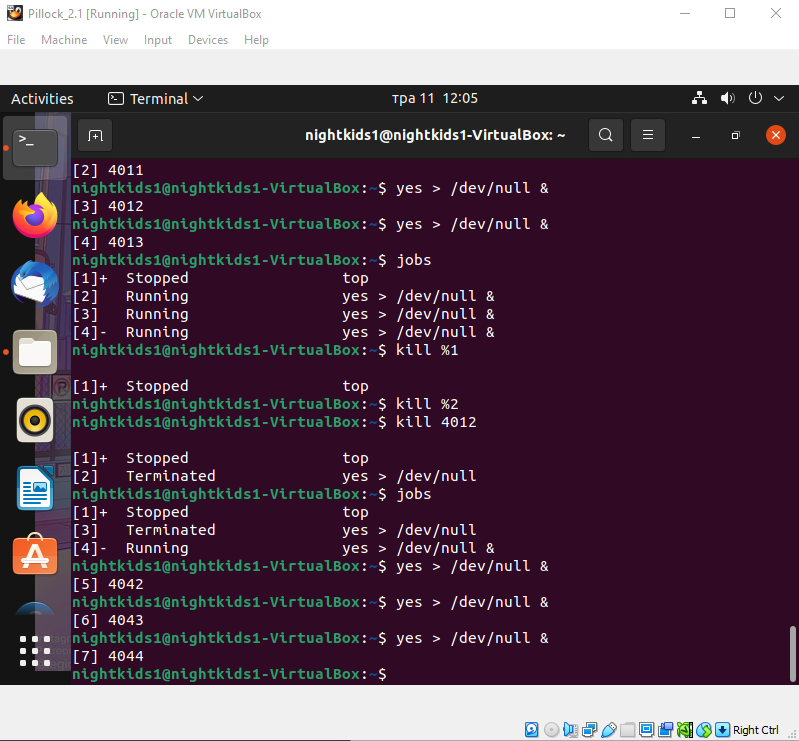 Pillock_2.1 [Running] - Oracle VM VirtualBox
File Machine View Input Devices Help
Activities Terminal тра 11 12:05
nightkids1@nightkids1-VirtualBox: ~
[2] 4011
nightkids1@nightkids1-VirtualBox:~$ yes > /dev/null &
[3] 4012
nightkids1@nightkids1-VirtualBox:~$ yes > /dev/null &
[4] 4013
nightkids1@nightkids1-VirtualBox:~$ jobs
[1]+  Stopped                 top
[2]   Running                 yes > /dev/null &
[3]   Running                 yes > /dev/null &
[4]-  Running                 yes > /dev/null &
nightkids1@nightkids1-VirtualBox:~$ kill %1
[1]+  Stopped                 top
nightkids1@nightkids1-VirtualBox:~$ kill %2
nightkids1@nightkids1-VirtualBox:~$ kill 4012
[1]+  Stopped                 top
[2]   Terminated              yes > /dev/null
nightkids1@nightkids1-VirtualBox:~$ jobs
[1]+  Stopped                 top
[3]   Terminated              yes > /dev/null
[4]-  Running                 yes > /dev/null &
nightkids1@nightkids1-VirtualBox:~$ yes > /dev/null &
[5] 4042
nightkids1@nightkids1-VirtualBox:~$ yes > /dev/null &
[6] 4043
nightkids1@nightkids1-VirtualBox:~$ yes > /dev/null &
[7] 4044
nightkids1@nightkids1-VirtualBox:~$
Right Ctrl